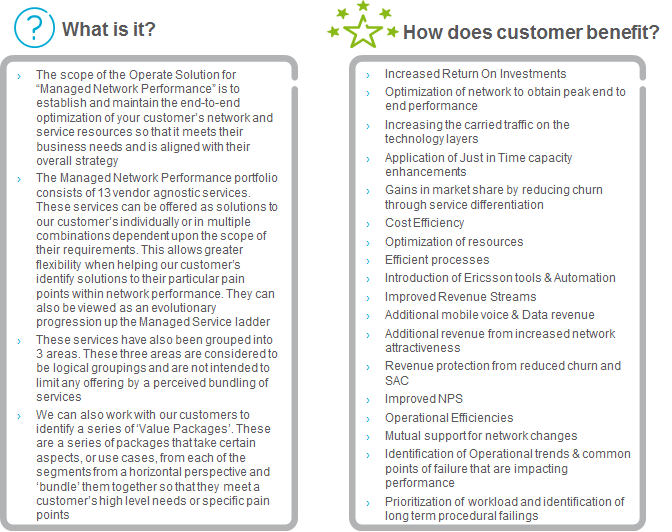 What is it?
› The scope of the Operate Solution for
“Managed Network Performance” is to
establish and maintain the end-to-end
optimization of your customer’s network and
service resources so that it meets their
business needs and is aligned with their
overall strategy
› The Managed Network Performance portfolio
consists of 13 vendor agnostic services.
These services can be offered as solutions to
our customer’s individually or in multiple
combinations dependent upon the scope of
their requirements. This allows greater
flexibility when helping our customer’s
identify solutions to their particular pain
points within network performance. They can
also be viewed as an evolutionary
progression up the Managed Service ladder
› These services have also been grouped into
3 areas. These three areas are considered to
be logical groupings and are not intended to
limit any offering by a perceived bundling of
services
› We can also work with our customers to
identify a series of ‘Value Packages’. These
are a series of packages that take certain
aspects, or use cases, from each of the
segments from a horizontal perspective and
‘bundle’ them together so that they meet a
customer’s high level needs or specific pain
points
How does customer benefit?
› Increased Return On Investments
› Optimization of network to obtain peak end to
end performance
› Increasing the carried traffic on the
technology layers
› Application of Just in Time capacity
enhancements
› Gains in market share by reducing churn
through service differentiation
› Cost Efficiency
› Optimization of resources
› Efficient processes
› Introduction of Ericsson tools & Automation
› Improved Revenue Streams
› Additional mobile voice & Data revenue
› Additional revenue from increased network
attractiveness
› Revenue protection from reduced churn and
SAC
› Improved NPS
› Operational Efficiencies
› Mutual support for network changes
› Identification of Operational trends & common
points of failure that are impacting
performance
› Prioritization of workload and identification of
long term procedural failings